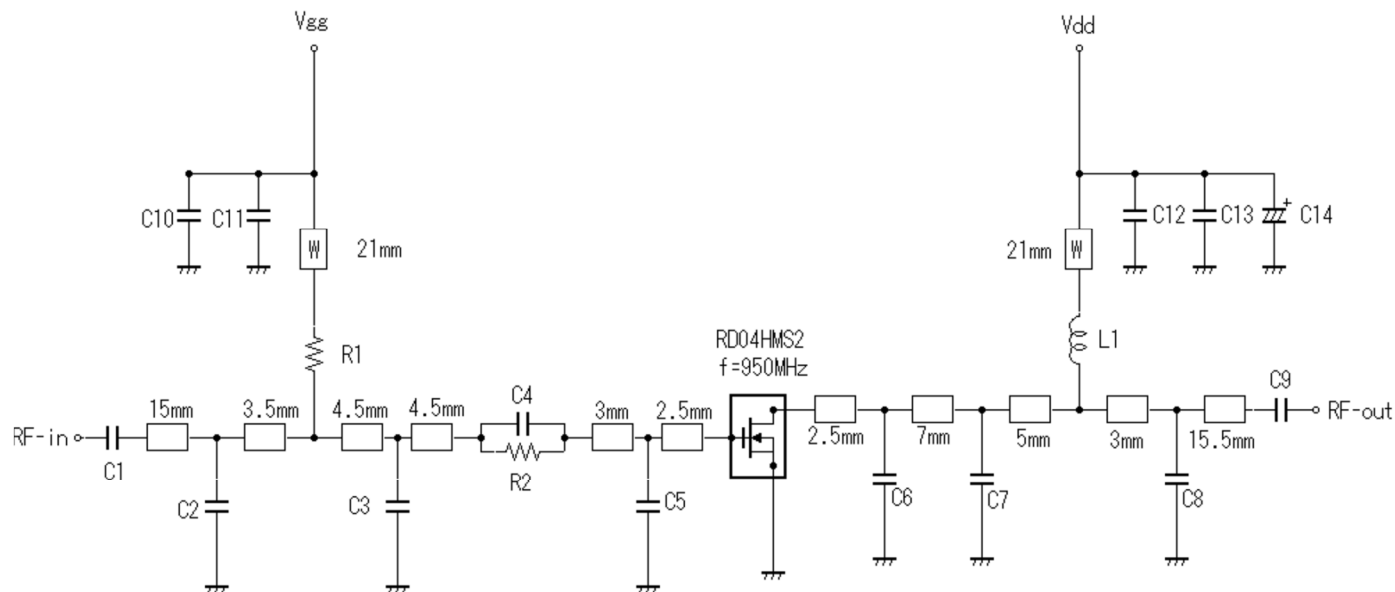 Vgg
Vdd
C10
C11
W
21mm
21mm
W
C12
C13
C14
+
R1
RD04HMS2
f=950MHz
L1
C9
RF-in
C1
15mm
3.5mm
4.5mm
4.5mm
C4
R2
3mm
2.5mm
2.5mm
7mm
5mm
3mm
15.5mm
RF-out
C2
C3
C5
C6
C7
C8